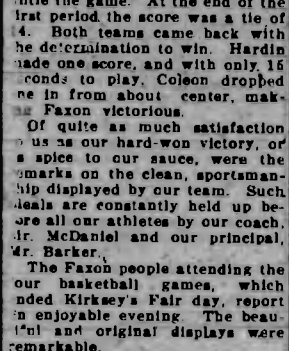 the game. At the end of the
irst period, the score was a tie of
4. Both teams came back with
he determination to win. Hardin
nade one score, and with only 15
conds to play, Coleon dropped
ne in from about center, mak-
Faxon victorious.
Of quite as much satisfaction
us as our hard-won victory, or
spice to our sauce, were the
marks on the clean, sportsman-
hip displayed by our team. Such
deals are constantly held up be-
ore all our athletes by our coach,
Mr. McDaniel and our principal,
Mr. Barker.
The Faxon people attending the
our basketball games, which
nded Kirksey's Fair day, report
n enjoyable evening. The beau-
iful and original displays were
remarkable.